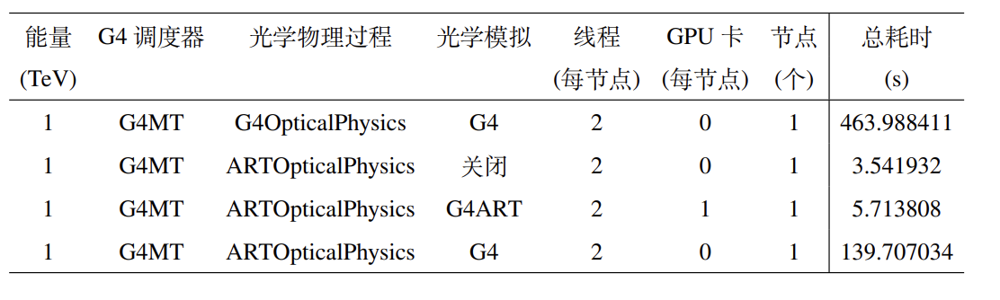 能量 G4 调度器 光学物理过程 光学模拟 线程 GPU 卡 节点 总耗时
(TeV) (每节点) (每节点) (个) (s)
1 G4MT G4OpticalPhysics G4 2 0 1 463.988411
1 G4MT ARTOpticalPhysics 关闭 2 0 1 3.541932
1 G4MT ARTOpticalPhysics G4ART 2 1 1 5.713808
1 G4MT ARTOpticalPhysics G4 2 0 1 139.707034